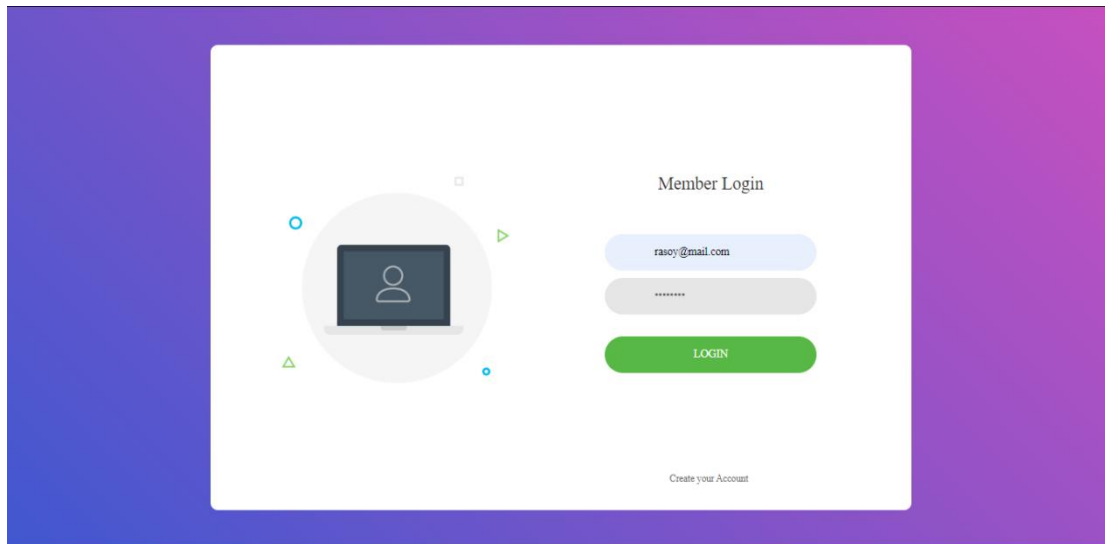 Member Login
rasoy@mail.com
********
LOGIN
Create your Account